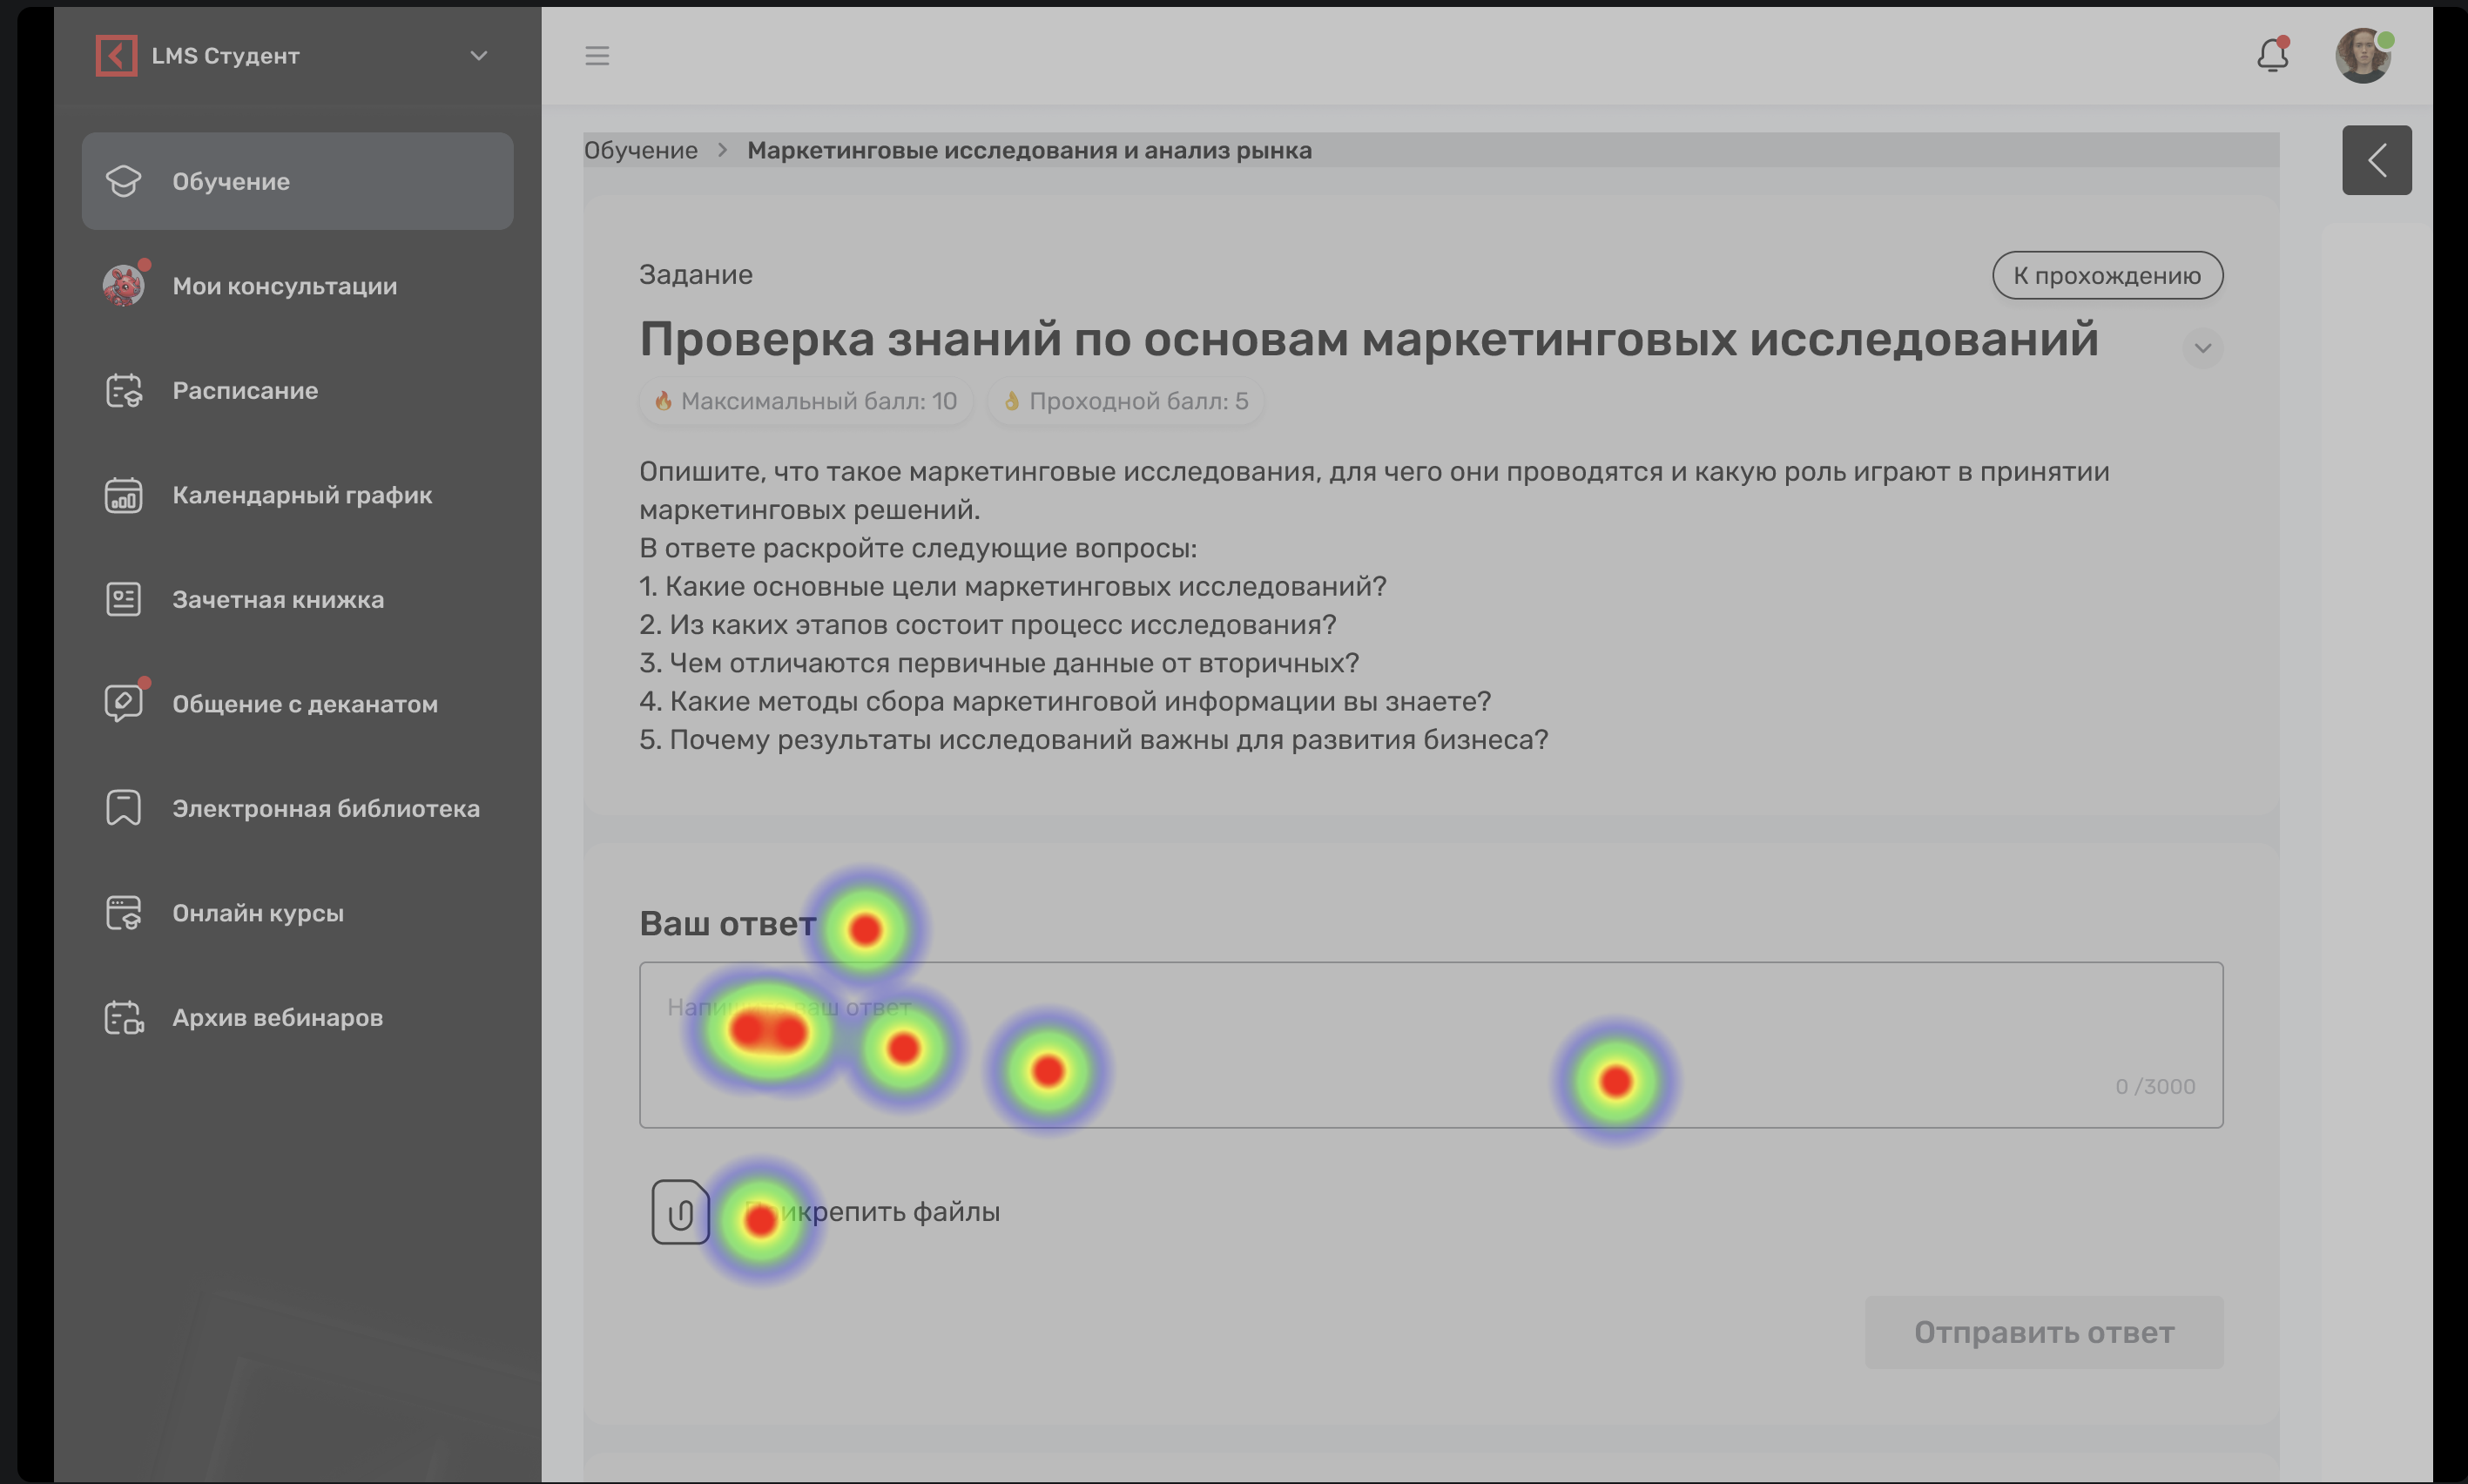 LMS Студент
Обучение
Мои консультации
Расписание
Календарный график
Зачетная книжка
Общение с деканатом
Электронная библиотека
Онлайн курсы
Архив вебинаров
Обучение > Маркетинговые исследования и анализ рынка
Задание
К прохождению
Проверка знаний по основам маркетинговых исследований
Максимальный балл: 10
Проходной балл: 5
Опишите, что такое маркетинговые исследования, для чего они проводятся и какую роль играют в принятии
маркетинговых решений.
В ответе раскройте следующие вопросы:
1. Какие основные цели маркетинговых исследований?
2. Из каких этапов состоит процесс исследования?
3. Чем отличаются первичные данные от вторичных?
4. Какие методы сбора маркетинговой информации вы знаете?
5. Почему результаты исследований важны для развития бизнеса?
Ваш ответ
Напишите ваш ответ
0 /3000
Прикрепить файлы
Отправить ответ